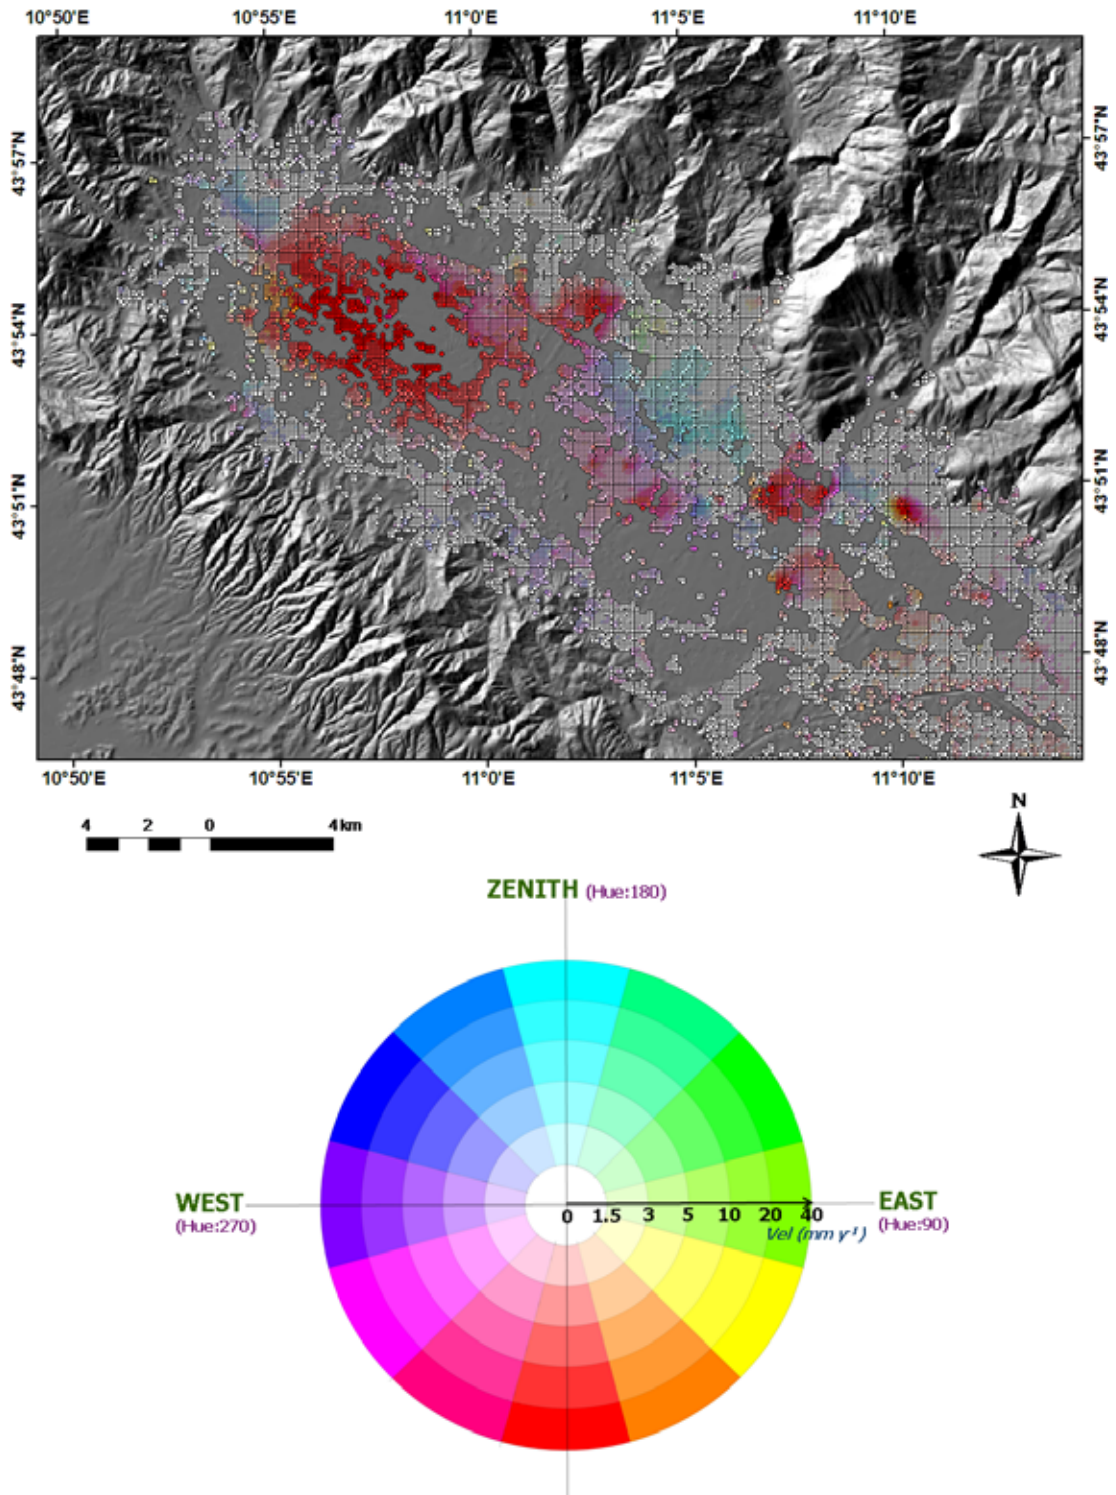 10°50'E 10°55'E 11°0'E 11°5'E 11°10'E
43°57'N 43°57'N
43°54'N 43°54'N
43°51'N 43°51'N
43°48'N 43°48'N
10°50'E 10°55'E 11°0'E 11°5'E 11°10'E
4 2 0 4km
N
ZENITH (Hue:180)
WEST
(Hue:270)
EAST
(Hue:90)
0 1.5 3 5 10 20 40
Vel (mm y⁻¹)